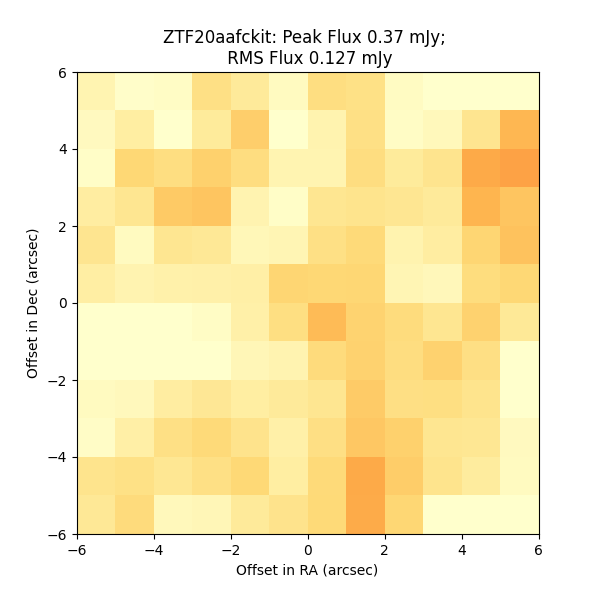 ZTF20aafckit: Peak Flux 0.37 mJy;
RMS Flux 0.127 mJy
6
4
2
0
−2
−4
−6
Offset in Dec (arcsec)
−6 −4 −2 0 2 4 6
Offset in RA (arcsec)